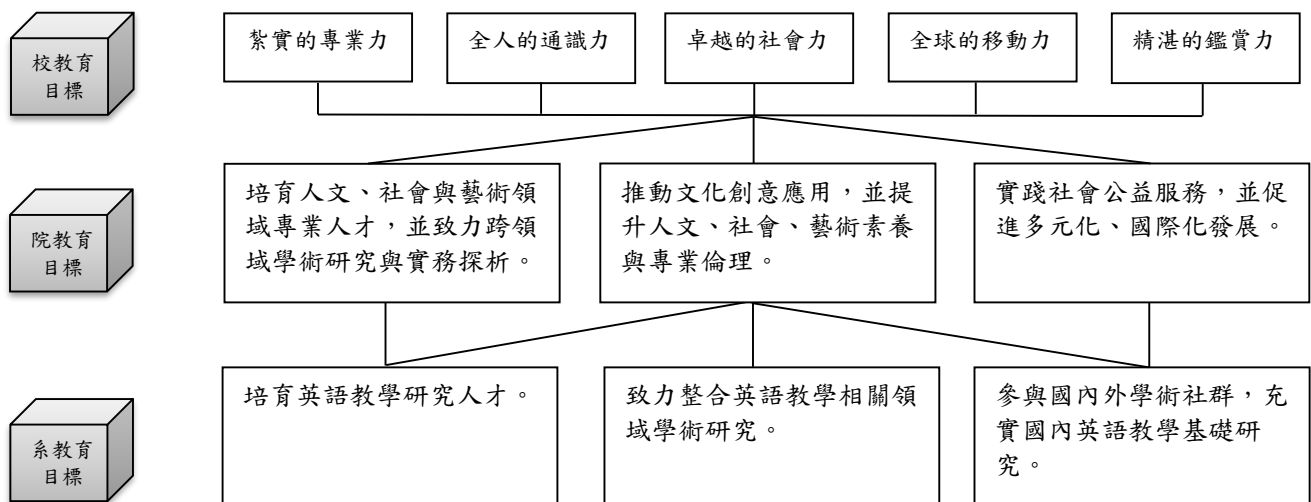 校教育
目標
紮實的專業力
全人的通識力
卓越的社會力
全球的移動力
精湛的鑑賞力
院教育
目標
培育人文、社會與藝術領
域專業人才，並致力跨領
域學術研究與實務探析。
推動文化創意應用，並提
升人文、社會、藝術素養
與專業倫理。
實踐社會公益服務，並促
進多元化、國際化發展。
系教育
目標
培育英語教學研究人才。
致力整合英語教學相關領
域學術研究。
參與國內外學術社群，充
實國內英語教學基礎研
究。